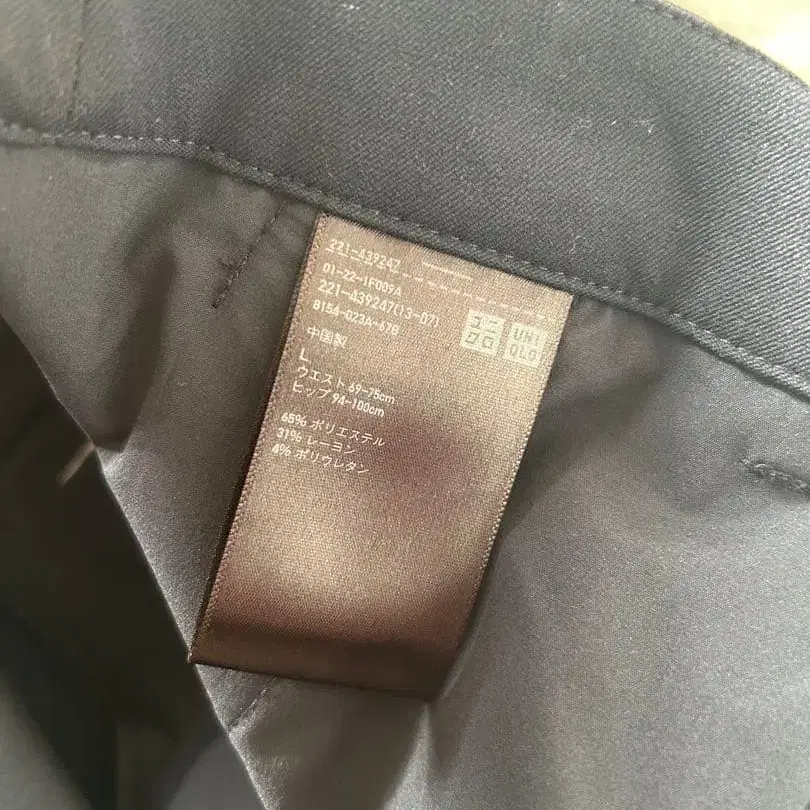 221-439247
01-22-1F009A
221-439247(13-07)
8154-023A-67B
ユニクロ
UNIQLO
中国製
L
ウエスト 69-75cm
ヒップ 94-100cm
65% ポリエステル
31% レーヨン
4% ポリウレタン